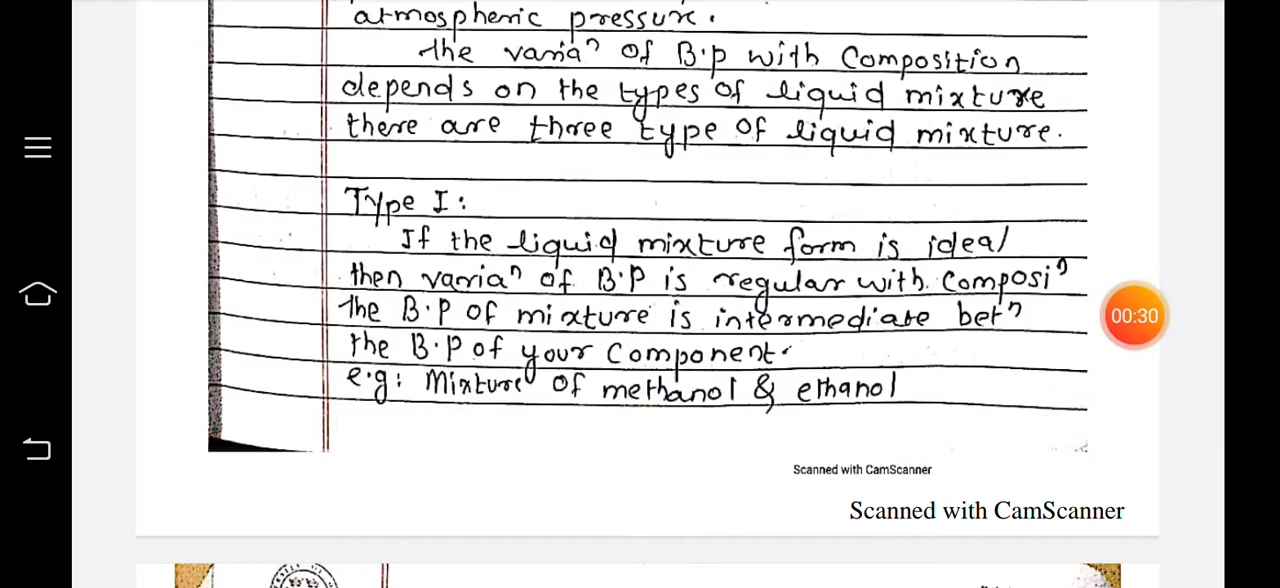 atmospheric pressure.
the varia^n of B.p with Composition
depends on the types of liquid mixture
there are three type of liquid mixture.
Type I:
If the liquid mixture form is ideal
then varia^n of B.P is regular with Composi^n
the B.P of mixture is intermediate bet^n
the B.P of your Component.
e.g: Mixture of methanol & ethanol
00:30
Scanned with CamScanner
Scanned with CamScanner